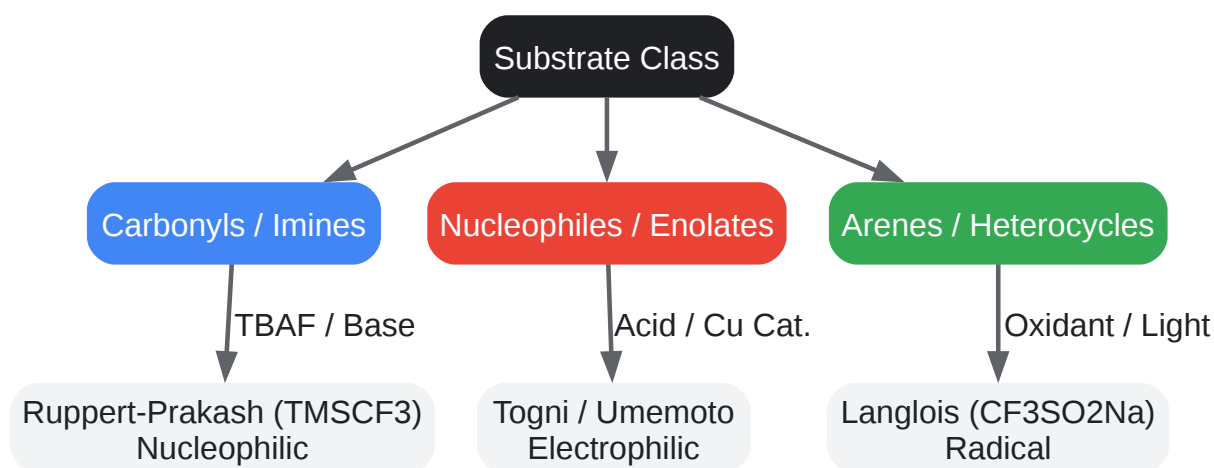 Substrate Class
Carbonyls / Imines
Nucleophiles / Enolates
Arenes / Heterocycles
TBAF / Base
Acid / Cu Cat.
Oxidant / Light
Ruppert-Prakash (TMSCF3)
Nucleophilic
Togni / Umemoto
Electrophilic
Langlois (CF3SO2Na)
Radical